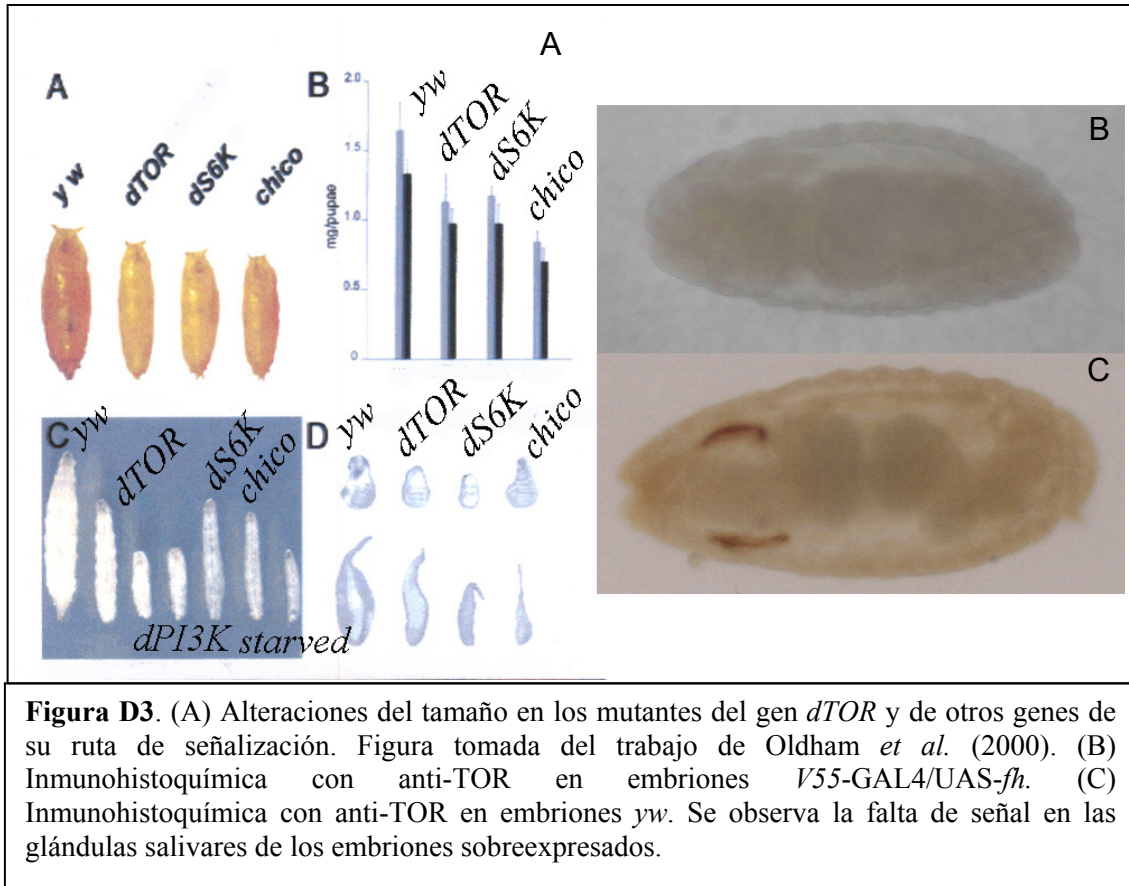 A
A
y w
dTOR
dS6K
chico
B
2.0
1.5
1.0
0.5
0
mg/pupae
yw
dTOR
dS6K
chico
C
yw
dTOR
dS6K
chico
dPI3K starved
D
yw
dTOR
dS6K
chico
B
C
Figura D3. (A) Alteraciones del tamaño en los mutantes del gen dTOR y de otros genes de
su ruta de señalización. Figura tomada del trabajo de Oldham et al. (2000). (B)
Inmunohistoquímica con anti-TOR en embriones V55-GAL4/UAS-fh. (C)
Inmunohistoquímica con anti-TOR en embriones yw. Se observa la falta de señal en las
glándulas salivares de los embriones sobreexpresados.